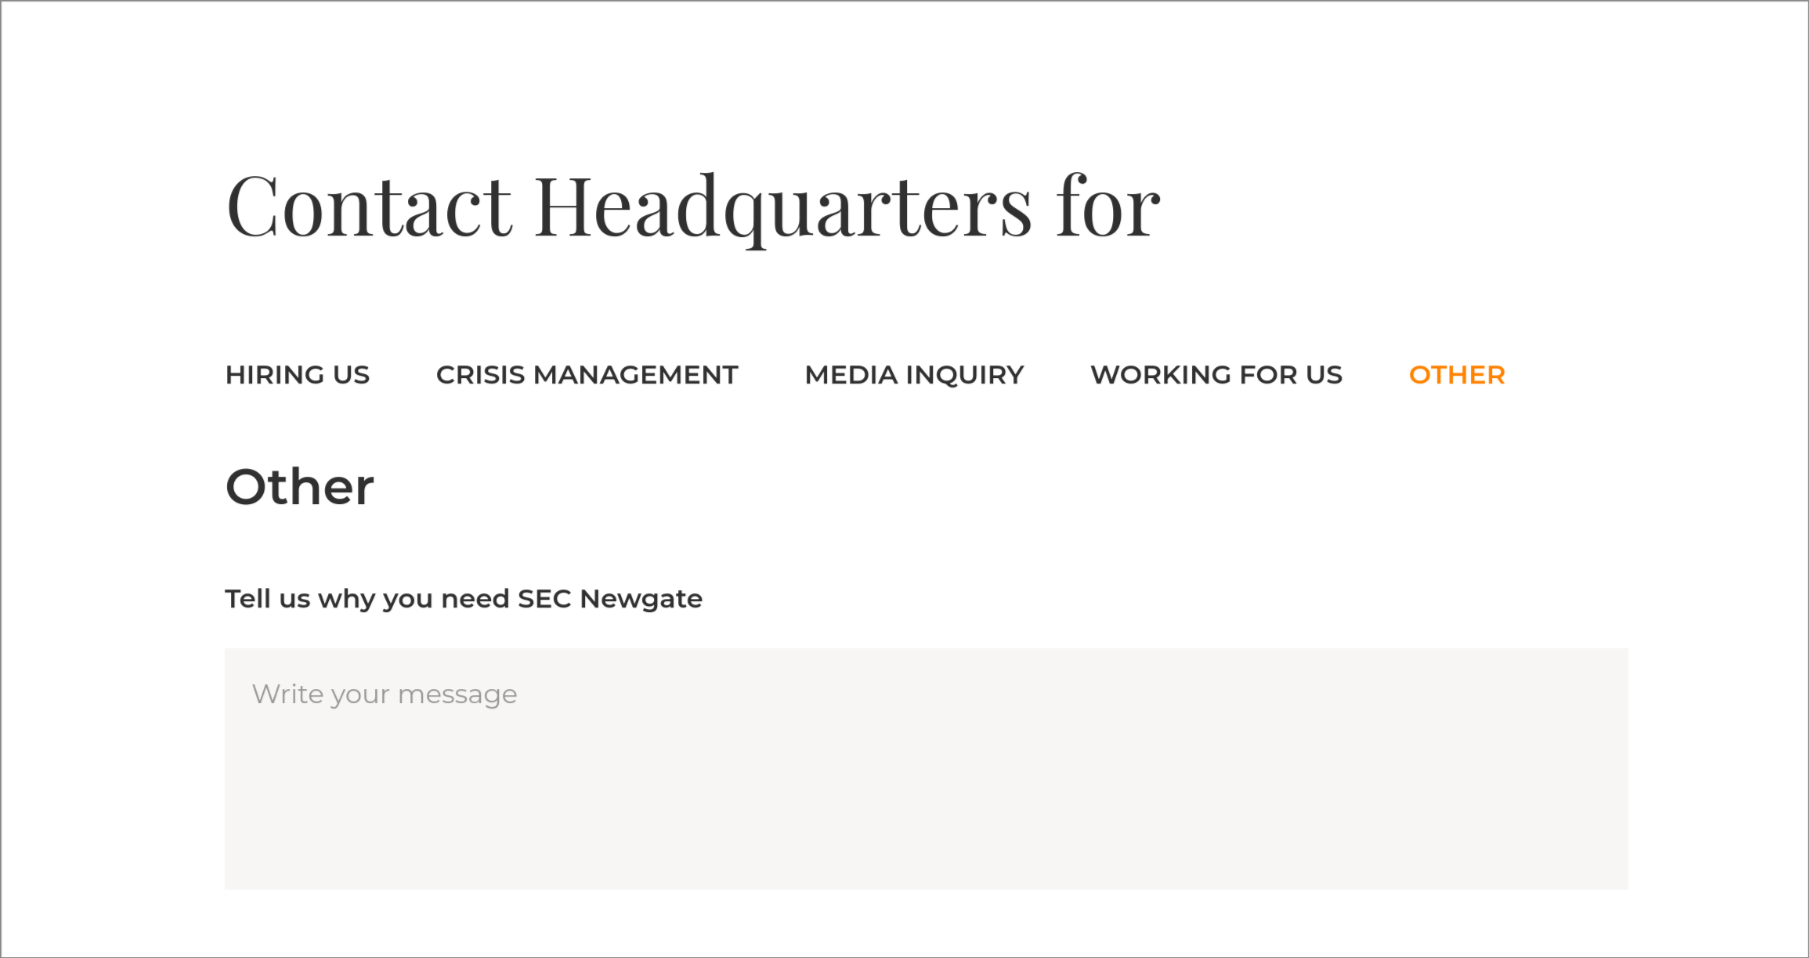 Contact Headquarters for
HIRING US CRISIS MANAGEMENT MEDIA INQUIRY WORKING FOR US OTHER
Other
Tell us why you need SEC Newgate
Write your message